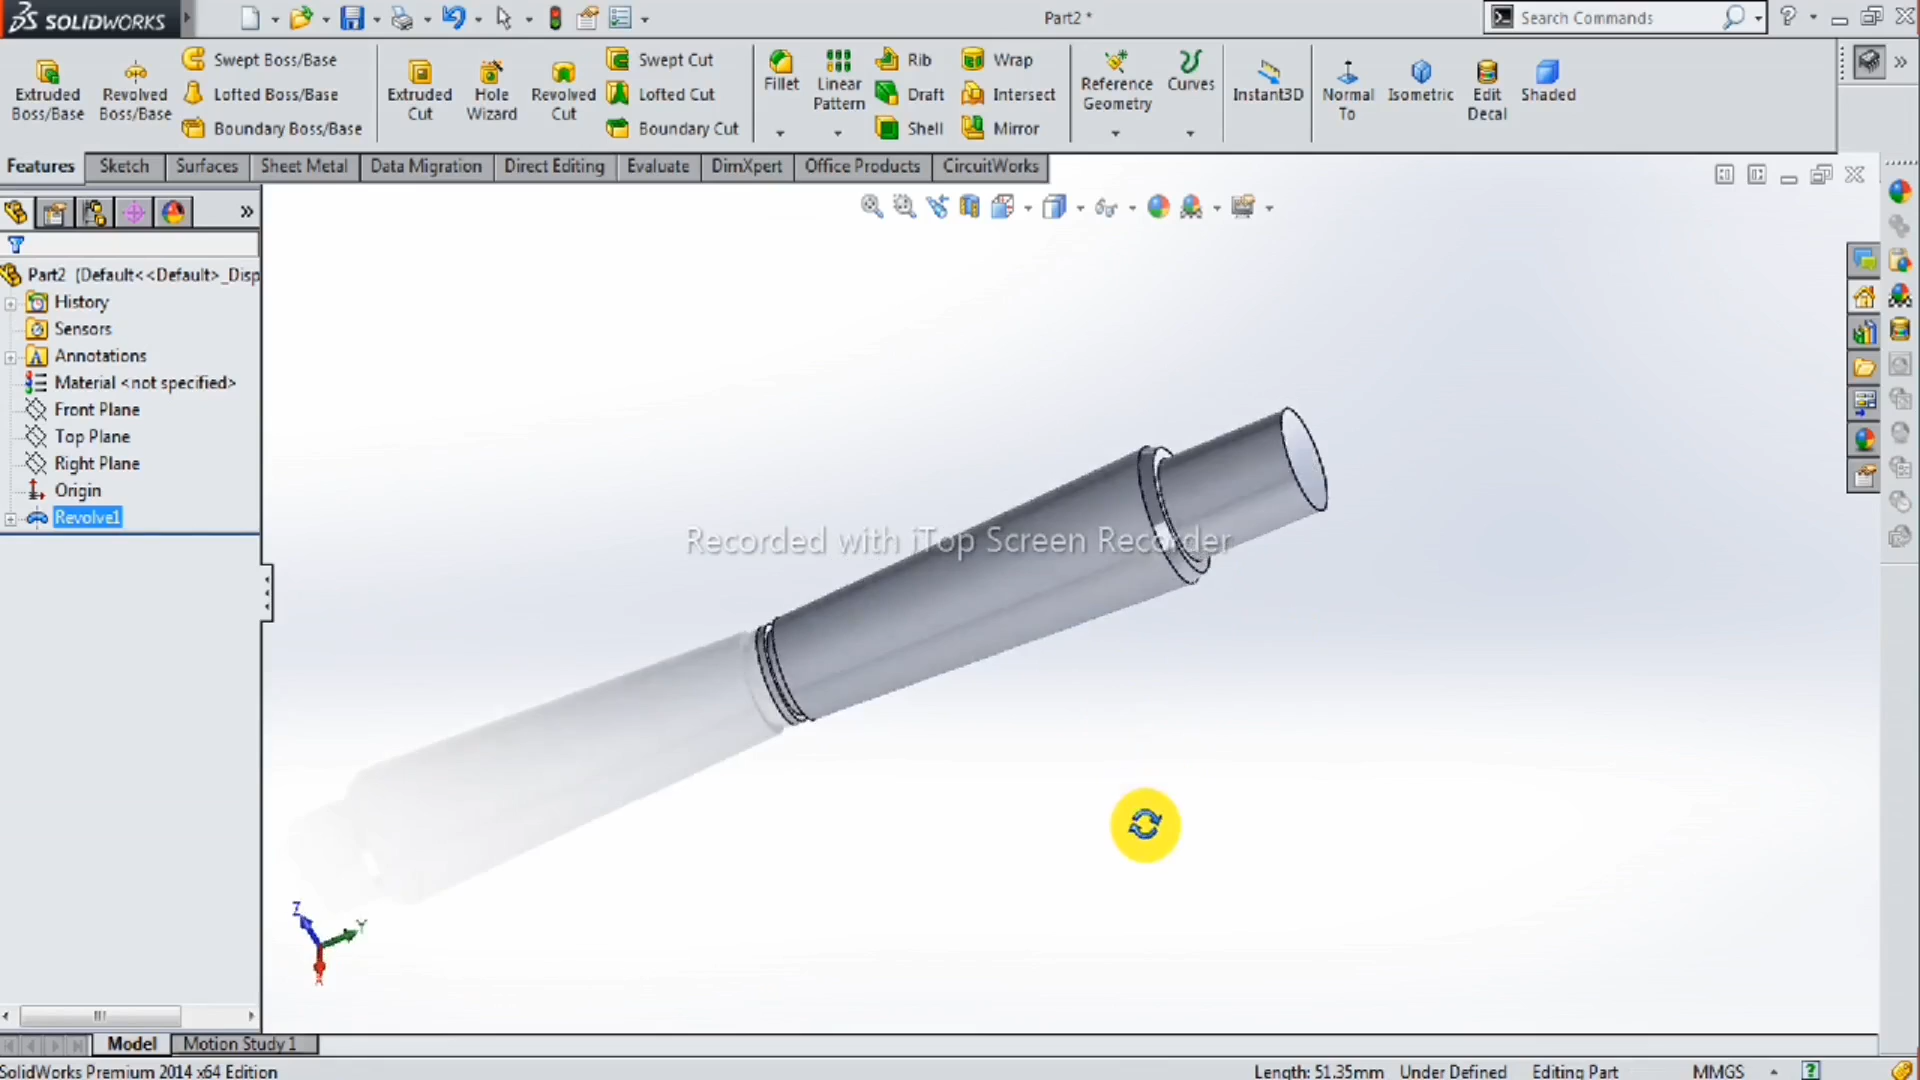 SOLIDWORKS
Part2 *
Search Commands
Extruded Boss/Base
Revolved Boss/Base
Swept Boss/Base
Lofted Boss/Base
Boundary Boss/Base
Extruded Cut
Hole Wizard
Revolved Cut
Swept Cut
Lofted Cut
Boundary Cut
Fillet
Linear Pattern
Rib
Draft
Shell
Wrap
Intersect
Mirror
Reference Geometry
Curves
Instant3D
Normal To
Isometric
Edit Decal
Shaded
Features
Sketch
Surfaces
Sheet Metal
Data Migration
Direct Editing
Evaluate
DimXpert
Office Products
CircuitWorks
Part2 (Default<<Default>_Disp
History
Sensors
Annotations
Material <not specified>
Front Plane
Top Plane
Right Plane
Origin
Revolve1
Recorded with iTop Screen Recorder
Z
Y
X
Model
Motion Study 1
SolidWorks Premium 2014 x64 Edition
Length: 51.35mm
Under Defined
Editing Part
MMGS